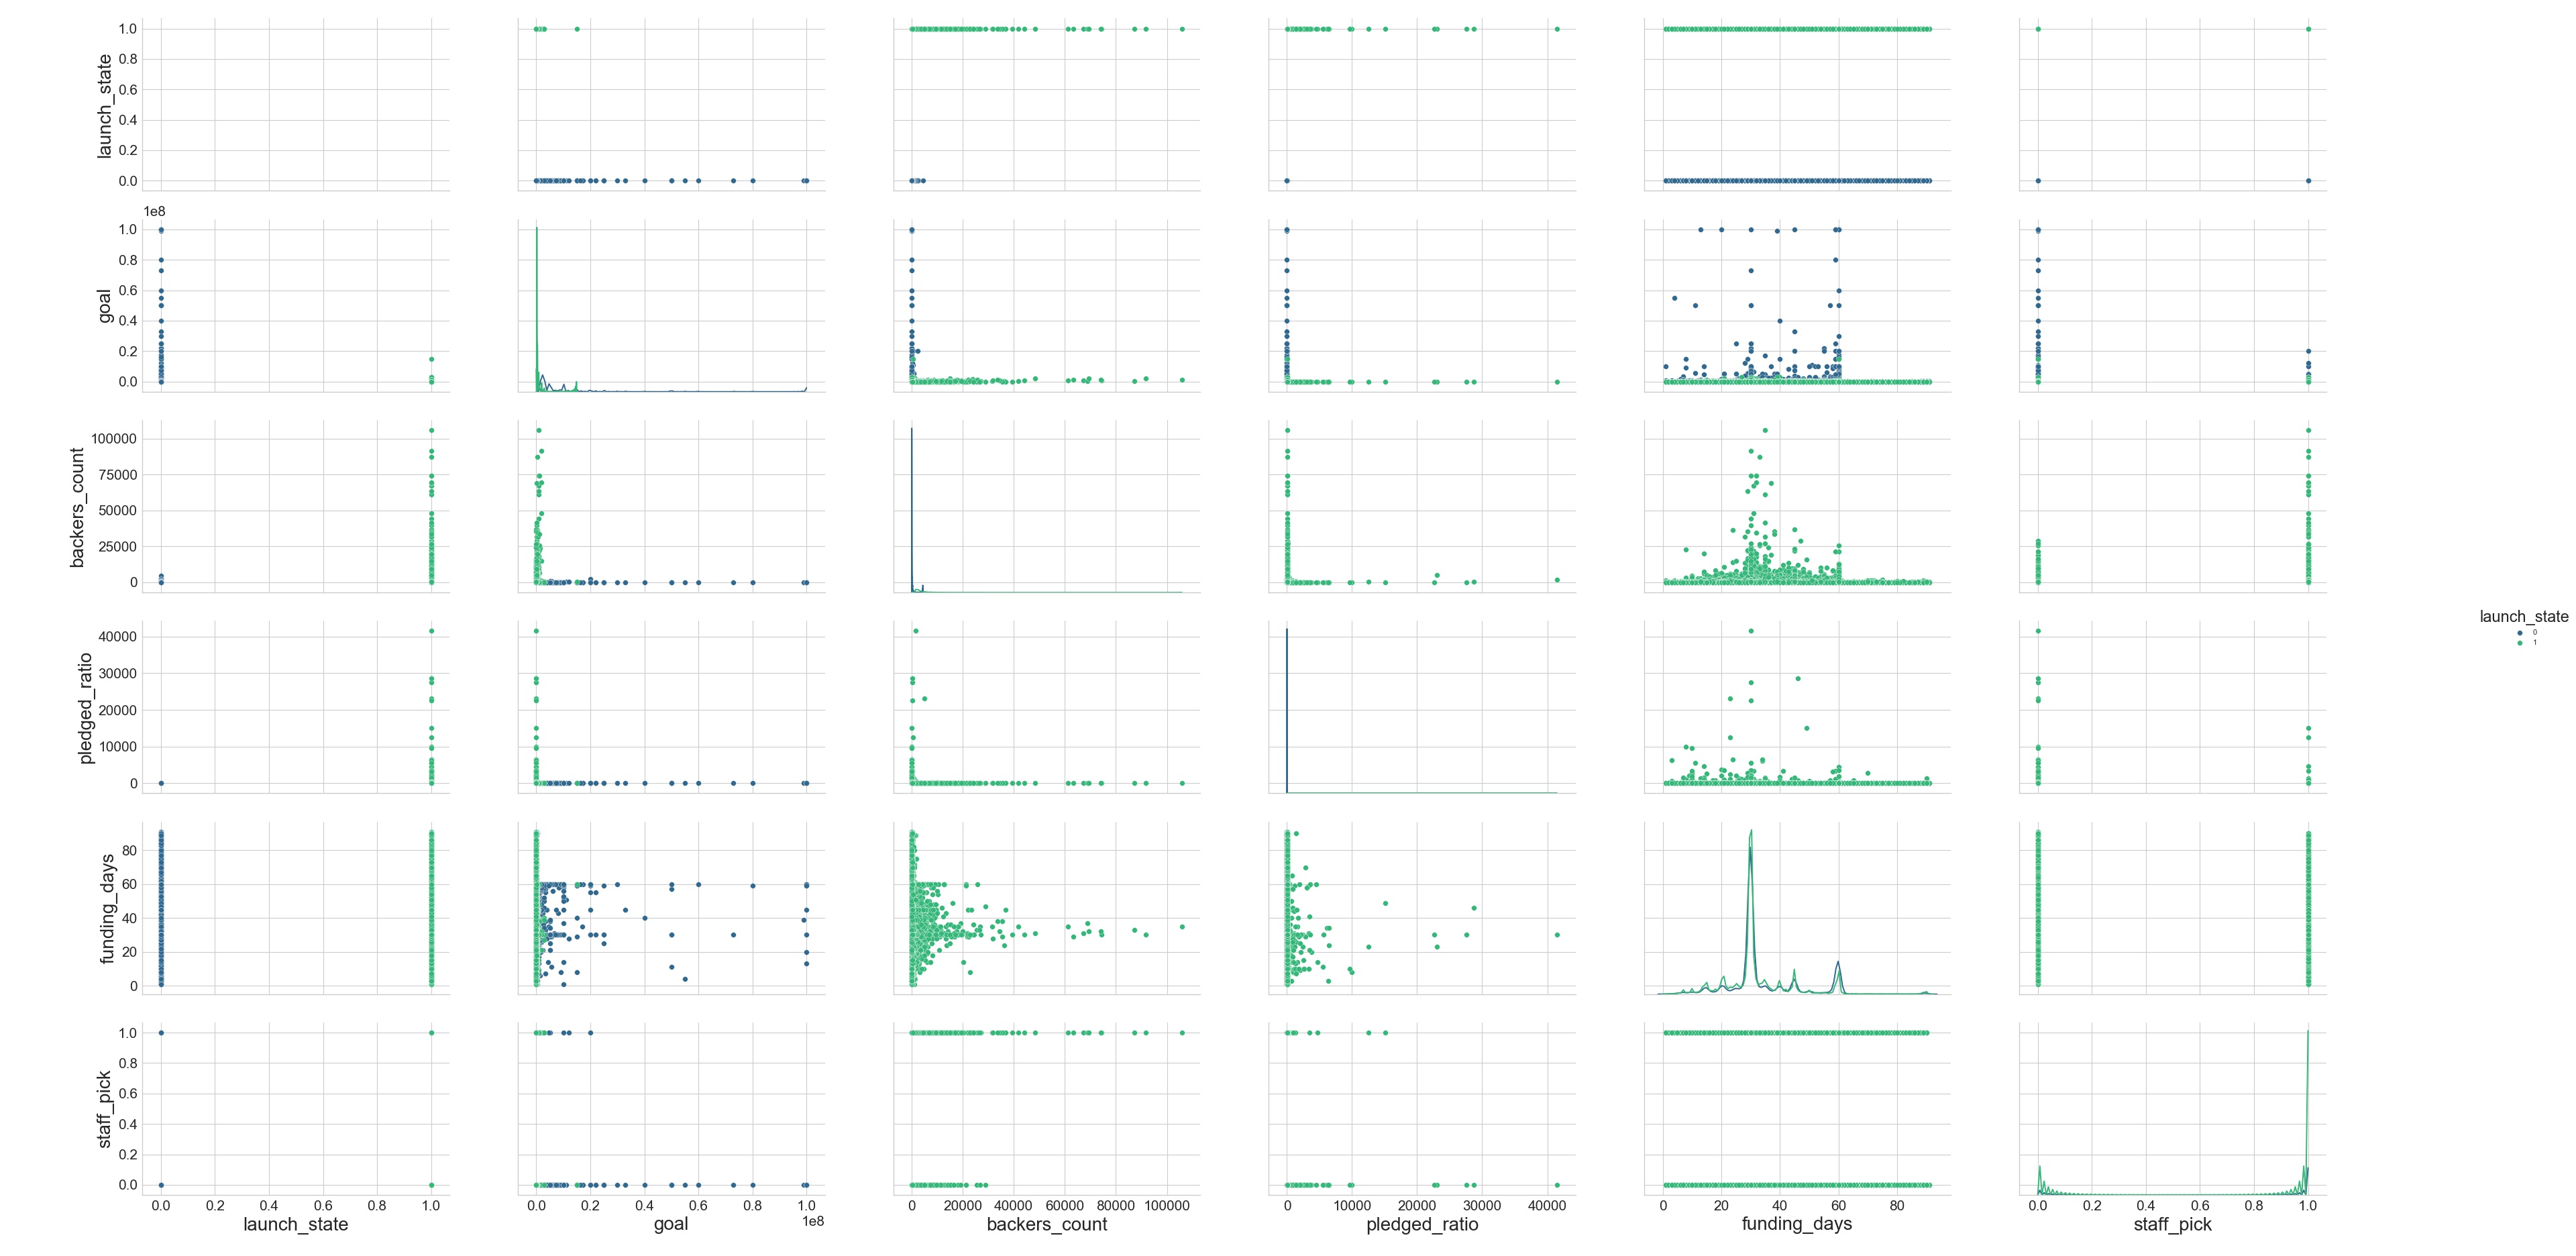 1.0
0.8
0.6
0.4
0.2
0.0
launch_state
1e8
1.0
0.8
0.6
0.4
0.2
0.0
goal
100000
75000
50000
25000
0
backers_count
40000
30000
20000
10000
0
pledged_ratio
launch_state
0
1
80
60
40
20
0
funding_days
1.0
0.8
0.6
0.4
0.2
0.0
staff_pick
0.0 0.2 0.4 0.6 0.8 1.0
launch_state
0.0 0.2 0.4 0.6 0.8 1.0
1e8
goal
0 20000 40000 60000 80000 100000
backers_count
0 10000 20000 30000 40000
pledged_ratio
0 20 40 60 80
funding_days
0.0 0.2 0.4 0.6 0.8 1.0
staff_pick